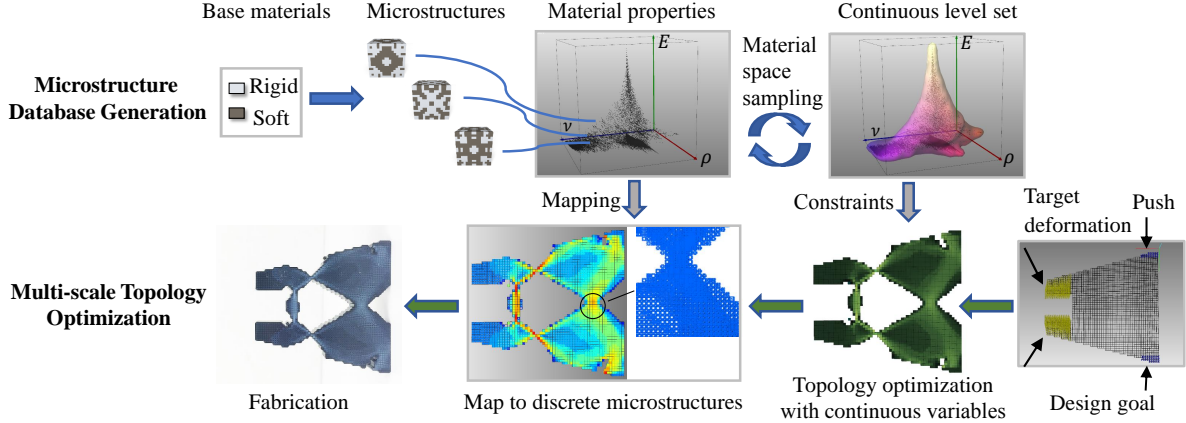 Base materials
Microstructures
Material properties
Continuous level set
Microstructure
Database Generation
Rigid
Soft
E
ν
ρ
Material
space
sampling
E
ν
ρ
Mapping
Constraints
Target
deformation
Push
Multi-scale Topology
Optimization
Fabrication
Map to discrete microstructures
Topology optimization
with continuous variables
Design goal